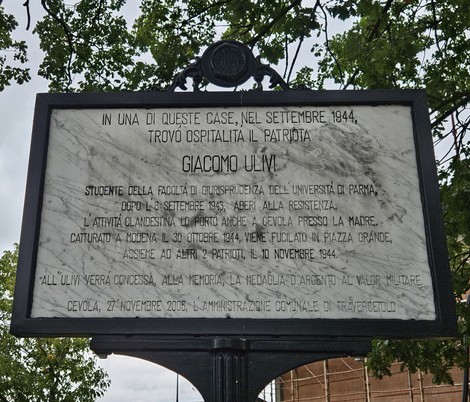 IN UNA DI QUESTE CASE, NEL SETTEMBRE 1944,
TROVÒ OSPITALITÀ IL PATRIOTA
GIACOMO ULIVI
STUDENTE DELLA FACOLTÀ DI GIURISPRUDENZA DELL'UNIVERSITÀ DI PARMA,
DOPO L'8 SETTEMBRE 1943, ADERÌ ALLA RESISTENZA.
L'ATTIVITÀ CLANDESTINA LO PORTÒ ANCHE A CEVOLA PRESSO LA MADRE.
CATTURATO A MODENA IL 30 OTTOBRE 1944, VIENE FUCILATO IN PIAZZA GRANDE,
ASSIEME AD ALTRI 2 PATRIOTI, IL 10 NOVEMBRE 1944.
ALL'ULIVI VERRÀ CONCESSA, ALLA MEMORIA, LA MEDAGLIA D'ARGENTO AL VALOR MILITARE.
CEVOLA, 27 NOVEMBRE 2005, L'AMMINISTRAZIONE COMUNALE DI TRAVERSETOLO